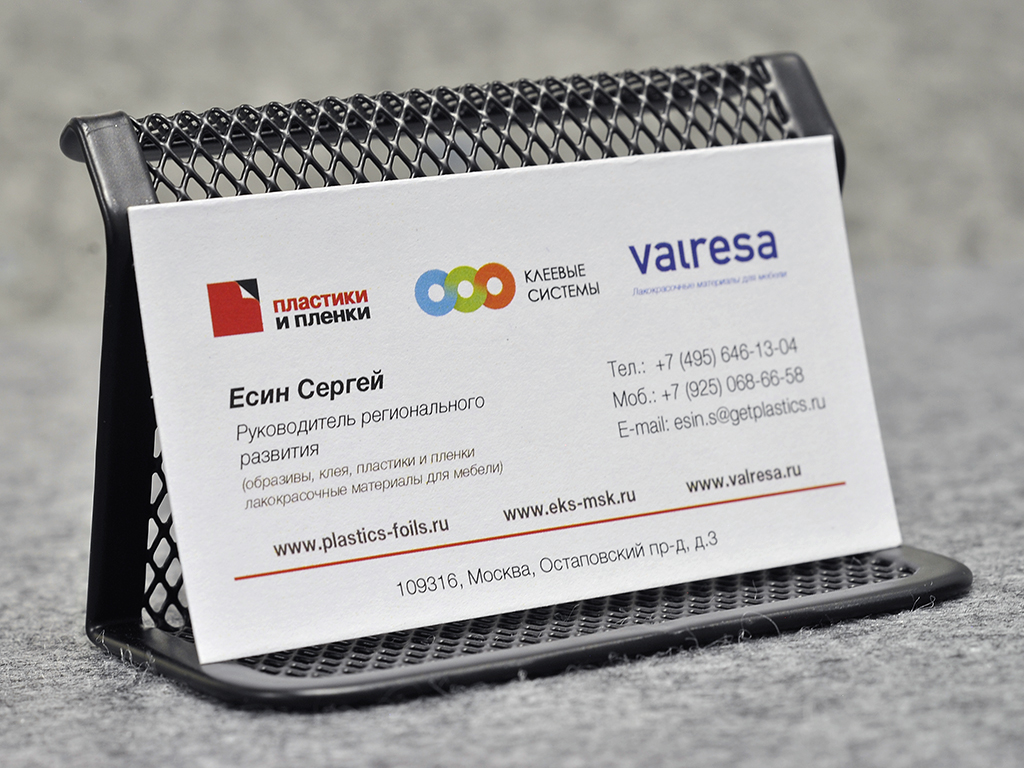 пластики
и пленки
КЛЕЕВЫЕ
СИСТЕМЫ
valresa
Лакокрасочные материалы для мебели
Есин Сергей
Руководитель регионального
развития
(образивы, клея, пластики и пленки
лакокрасочные материалы для мебели)
Тел.: +7 (495) 646-13-04
Моб.: +7 (925) 068-66-58
E-mail: esin.s@getplastics.ru
www.plastics-foils.ru
www.eks-msk.ru
www.valresa.ru
109316, Москва, Остаповский пр-д, д.3